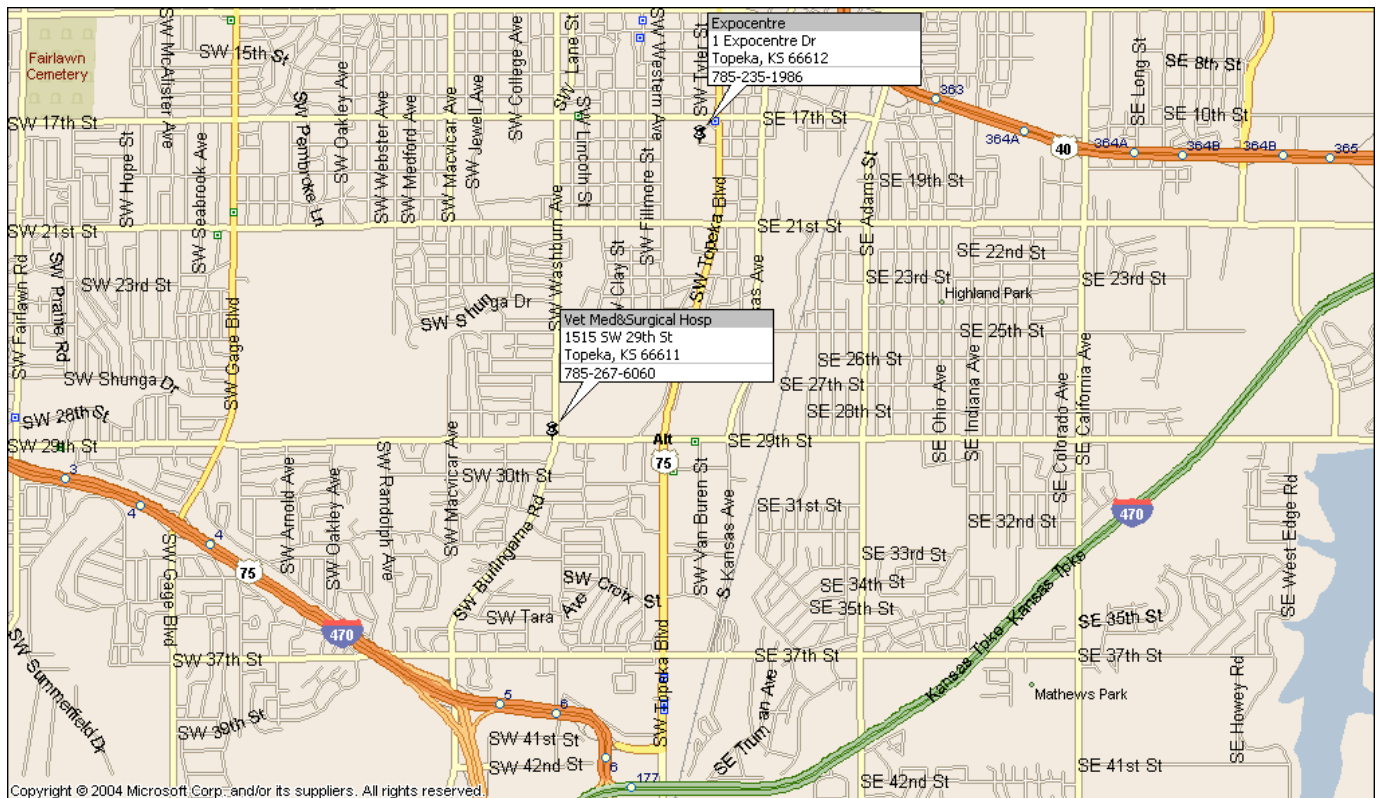 Expocentre
1 Expocentre Dr
Topeka, KS 66612
785-235-1986
Fairlawn
Cemetery
SW McAlister Ave
SW 15th St
SW College Ave
SW Lane St
SW Western Ave
SW Tyler St
SE Long St
SE 8th St
363
SE 10th St
SW 17th St
SE 17th St
364A
40
364A
364B
364B
365
SW Hope St
SW Seabrook Ave
SW Pembroke Ln
SW Oakley Ave
SW Webster Ave
SW Medford Ave
SW Macvicar Ave
SW Jewell Ave
SW Lincoln St
SW Fillmore St
SE Adams St
SE 19th St
SW 21st St
SE 21st St
SW Topeka Blvd
SW Washburn Ave
SW Clay St
SE 22nd St
SE 23rd St
SE 23rd St
SW Fairlawn Rd
SW Prairie Rd
SW 23rd St
SW Gage Blvd
SW Shunga Dr
Highland Park
SE 25th St
Vet Med&Surgical Hosp
1515 SW 29th St
Topeka, KS 66611
785-267-6060
SE 26th St
SE 27th St
SE 28th St
SE Ohio Ave
SE Indiana Ave
SE Colorado Ave
SE California Ave
SW Shunga Dr
SW 28th St
SW 29th St
Alt
75
SE 29th St
3
4
4
75
SW Arnold Ave
SW Oakley Ave
SW Randolph Ave
SW Macvicar Ave
SW 30th St
SW Burlingame Rd
SW Van Buren St
S Kansas Ave
SE 31st St
SE 32nd St
470
SE West Edge Rd
SE 33rd St
SE 34th St
SE 35th St
SE 35th St
SW Croix St
SW Tara Ave
SW Gage Blvd
470
SW 37th St
SE 37th St
SE 37th St
SW Topeka Blvd
Kansas Tpke
Kansas Tpke
Mathews Park
SW Summerfield Dr
SW 39th St
5
6
6
SW 41st St
SW 42nd St
SE Truman Ave
SE Howey Rd
SE 41st St
SE 42nd St
177
Copyright © 2004 Microsoft Corp. and/or its suppliers. All rights reserved.